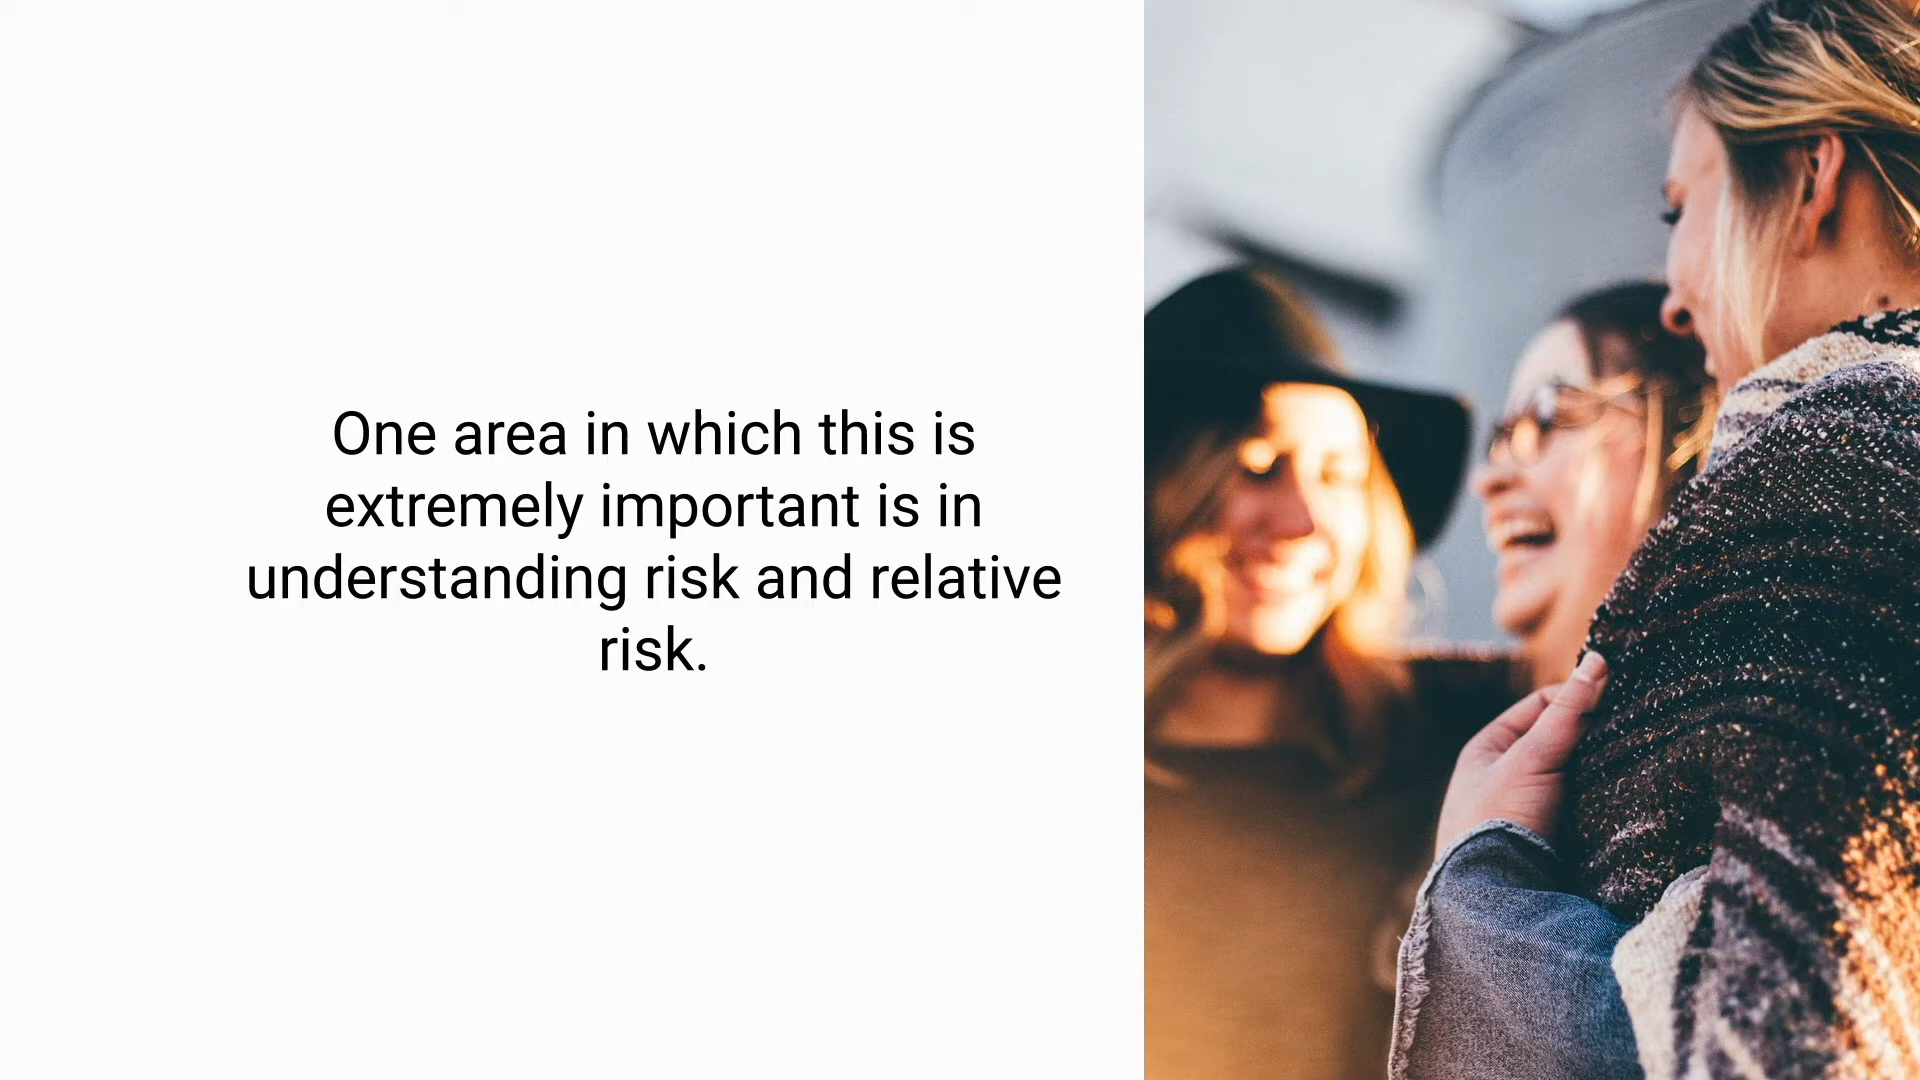 One area in which this is
extremely important is in
understanding risk and relative
risk.